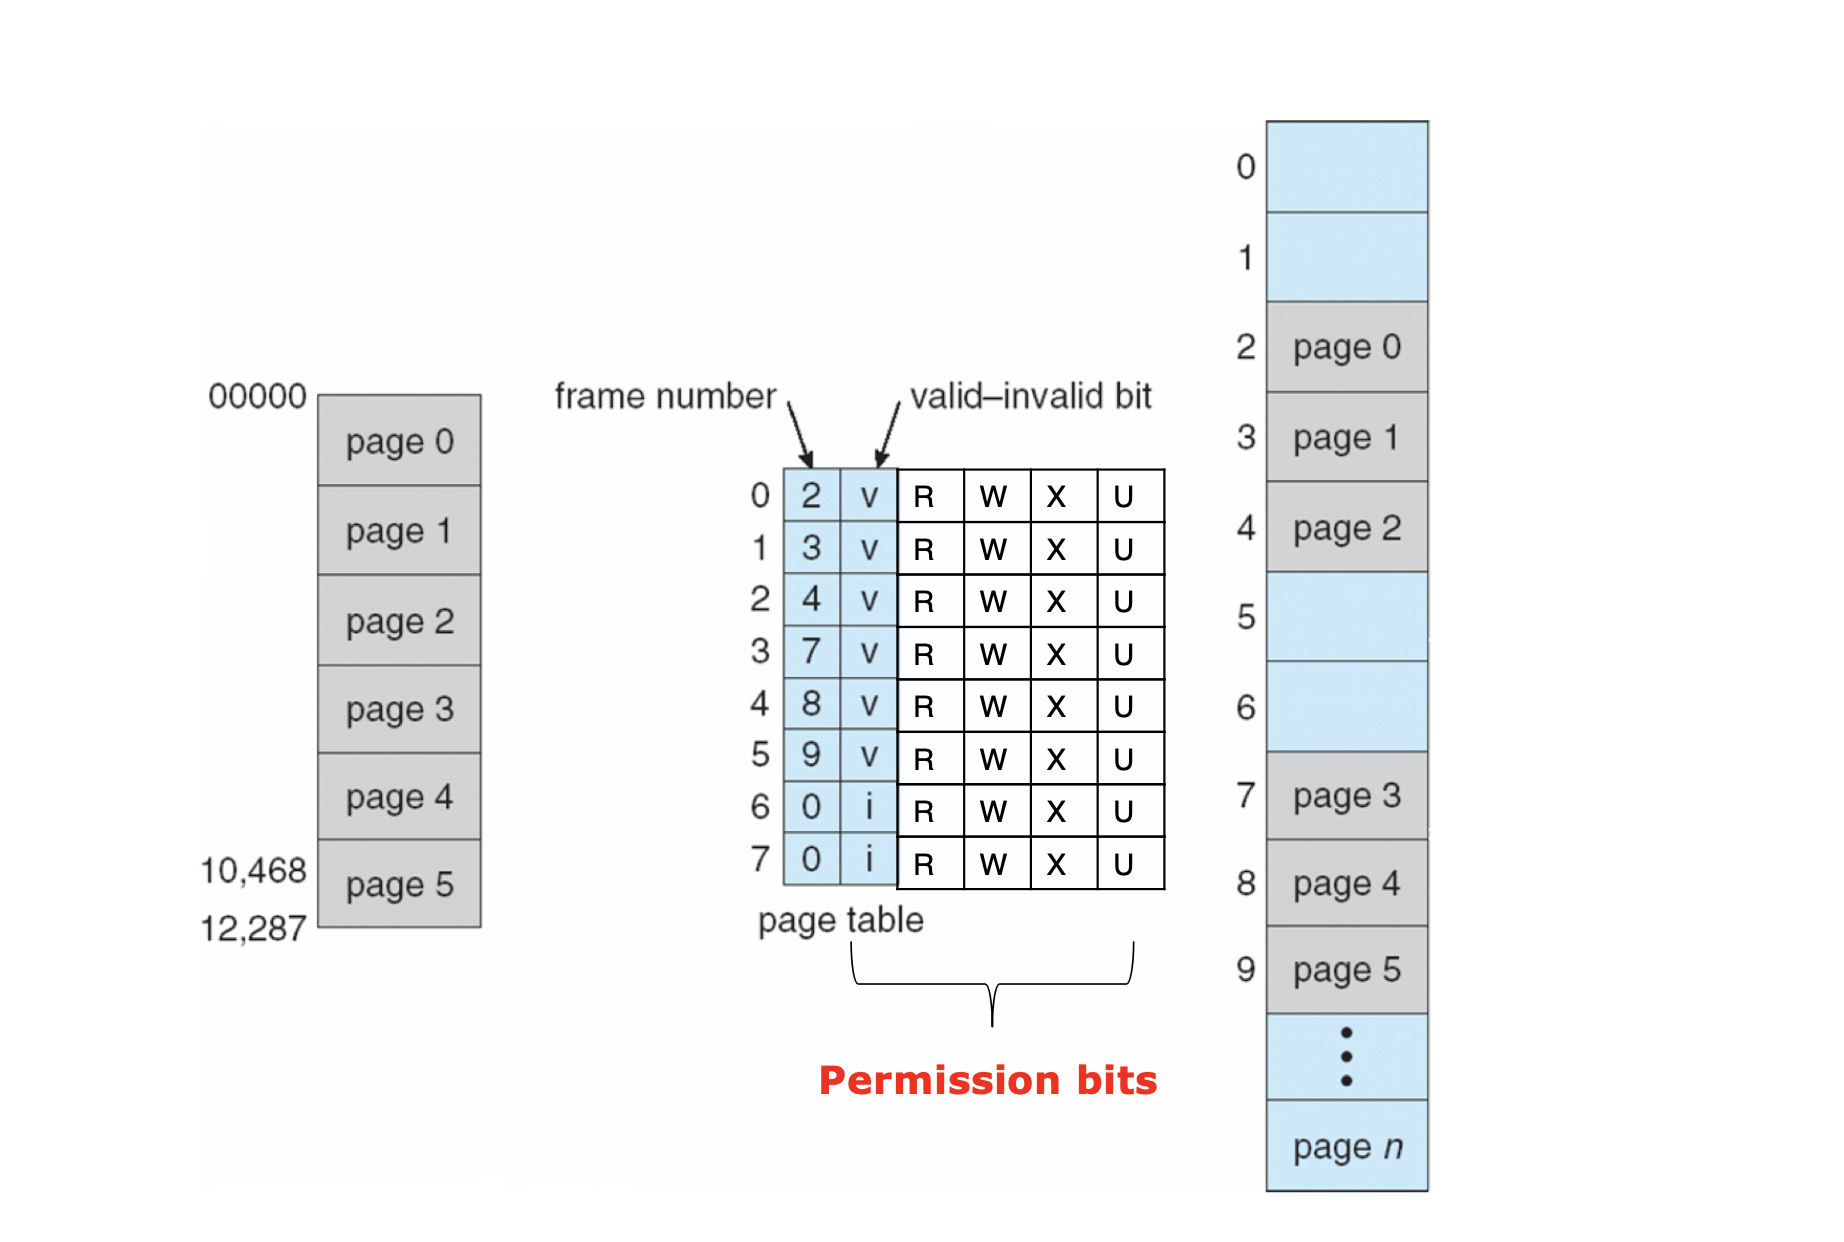 00000
page 0
page 1
page 2
page 3
page 4
10,468
page 5
12,287
frame number
valid–invalid bit
0 2 v R W X U
1 3 v R W X U
2 4 v R W X U
3 7 v R W X U
4 8 v R W X U
5 9 v R W X U
6 0 i R W X U
7 0 i R W X U
page table
Permission bits
0
1
2 page 0
3 page 1
4 page 2
5
6
7 page 3
8 page 4
9 page 5
page n